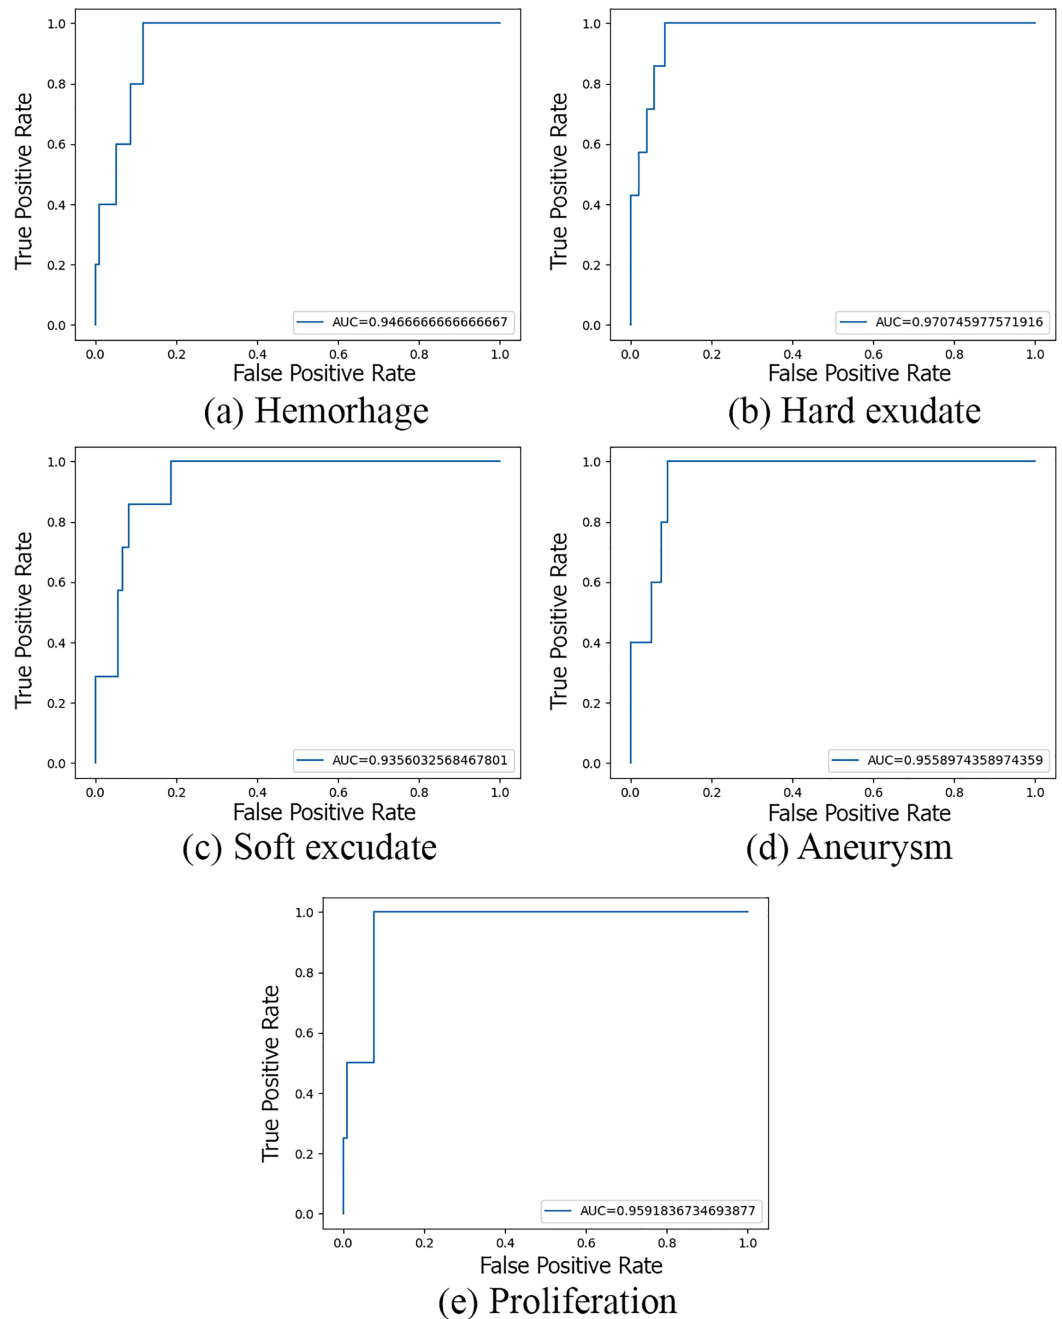 1.0
0.8
0.6
0.4
0.2
0.0
True Positive Rate
AUC=0.9466666666666667
0.0 0.2 0.4 0.6 0.8 1.0
False Positive Rate
(a) Hemorhage
1.0
0.8
0.6
0.4
0.2
0.0
True Positive Rate
AUC=0.970745977571916
0.0 0.2 0.4 0.6 0.8 1.0
False Positive Rate
(b) Hard exudate
1.0
0.8
0.6
0.4
0.2
0.0
True Positive Rate
AUC=0.9356032568467801
0.0 0.2 0.4 0.6 0.8 1.0
False Positive Rate
(c) Soft excudate
1.0
0.8
0.6
0.4
0.2
0.0
True Positive Rate
AUC=0.9558974358974359
0.0 0.2 0.4 0.6 0.8 1.0
False Positive Rate
(d) Aneurysm
1.0
0.8
0.6
0.4
0.2
0.0
True Positive Rate
AUC=0.9591836734693877
0.0 0.2 0.4 0.6 0.8 1.0
False Positive Rate
(e) Proliferation